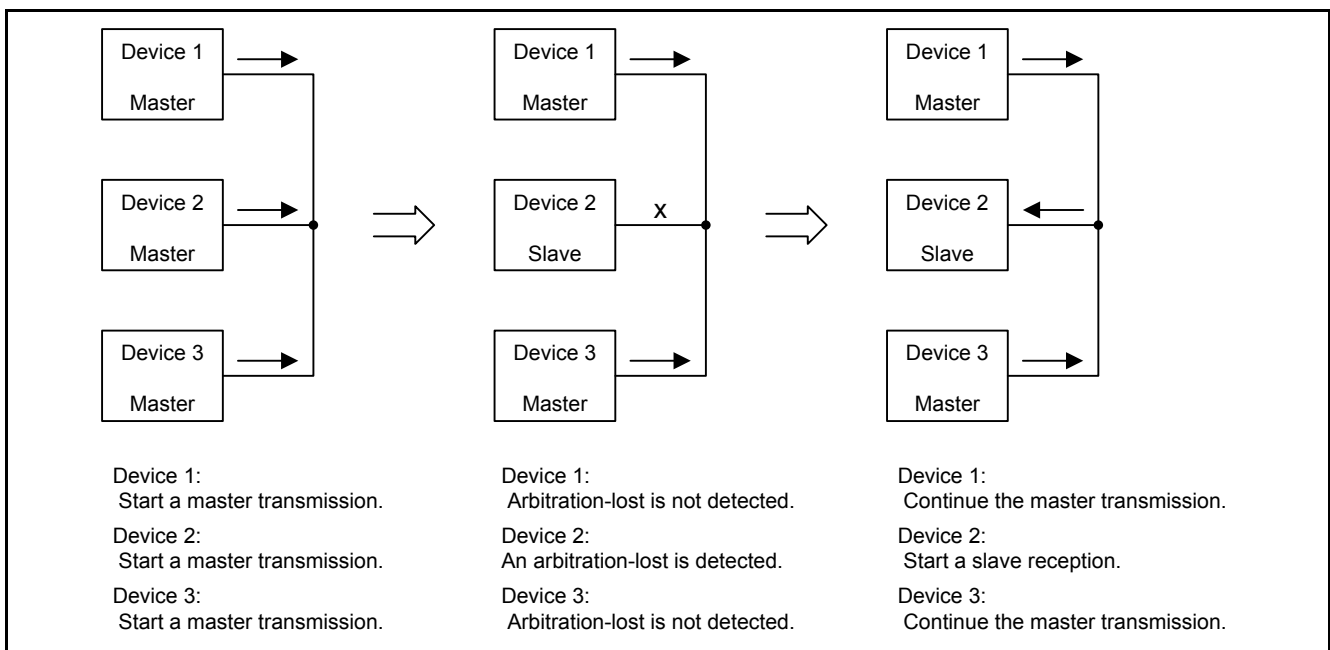 Device 1
Master
Device 2
Master
Device 3
Master
Device 1:
Start a master transmission.
Device 2:
Start a master transmission.
Device 3:
Start a master transmission.
Device 1
Master
x
Device 2
Slave
Device 3
Master
Device 1:
Arbitration-lost is not detected.
Device 2:
An arbitration-lost is detected.
Device 3:
Arbitration-lost is not detected.
Device 1
Master
Device 2
Slave
Device 3
Master
Device 1:
Continue the master transmission.
Device 2:
Start a slave reception.
Device 3:
Continue the master transmission.